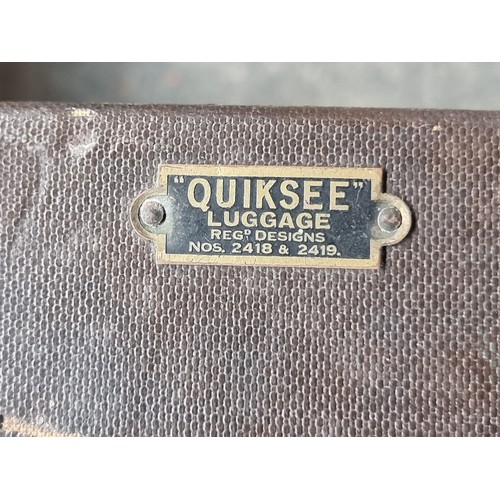 "QUIKSEE"
LUGGAGE
REGᴰ DESIGNS
NOS. 2418 & 2419.